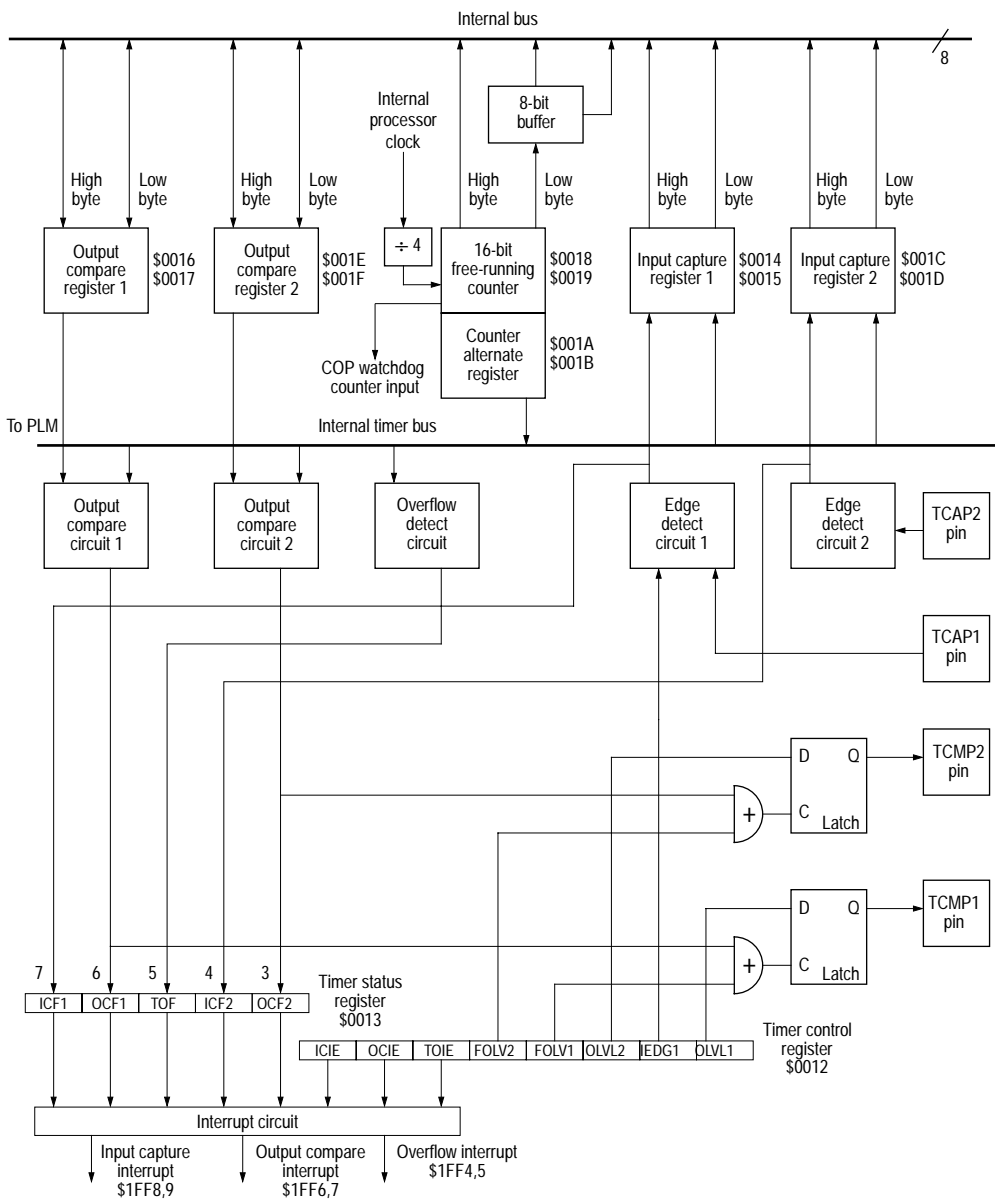 Internal bus
8
Internal
processor
clock
8-bit
buffer
High
byte
Low
byte
High
byte
Low
byte
High
byte
Low
byte
High
byte
Low
byte
High
byte
Low
byte
Output
compare
register 1
$0016
$0017
Output
compare
register 2
$001E
$001F
÷ 4
16-bit
free-running
counter
$0018
$0019
Input capture
register 1
$0014
$0015
Input capture
register 2
$001C
$001D
COP watchdog
counter input
Counter
alternate
register
$001A
$001B
To PLM
Internal timer bus
Output
compare
circuit 1
Output
compare
circuit 2
Overflow
detect
circuit
Edge
detect
circuit 1
Edge
detect
circuit 2
TCAP2
pin
TCAP1
pin
D Q
C
Latch
+
TCMP2
pin
D Q
C
Latch
+
TCMP1
pin
7 6 5 4 3
ICF1 OCF1 TOF ICF2 OCF2
Timer status
register
$0013
ICIE OCIE TOIE FOLV2 FOLV1 OLVL2 IEDG1 OLVL1
Timer control
register
$0012
Interrupt circuit
Input capture
interrupt
$1FF8,9
Output compare
interrupt
$1FF6,7
Overflow interrupt
$1FF4,5